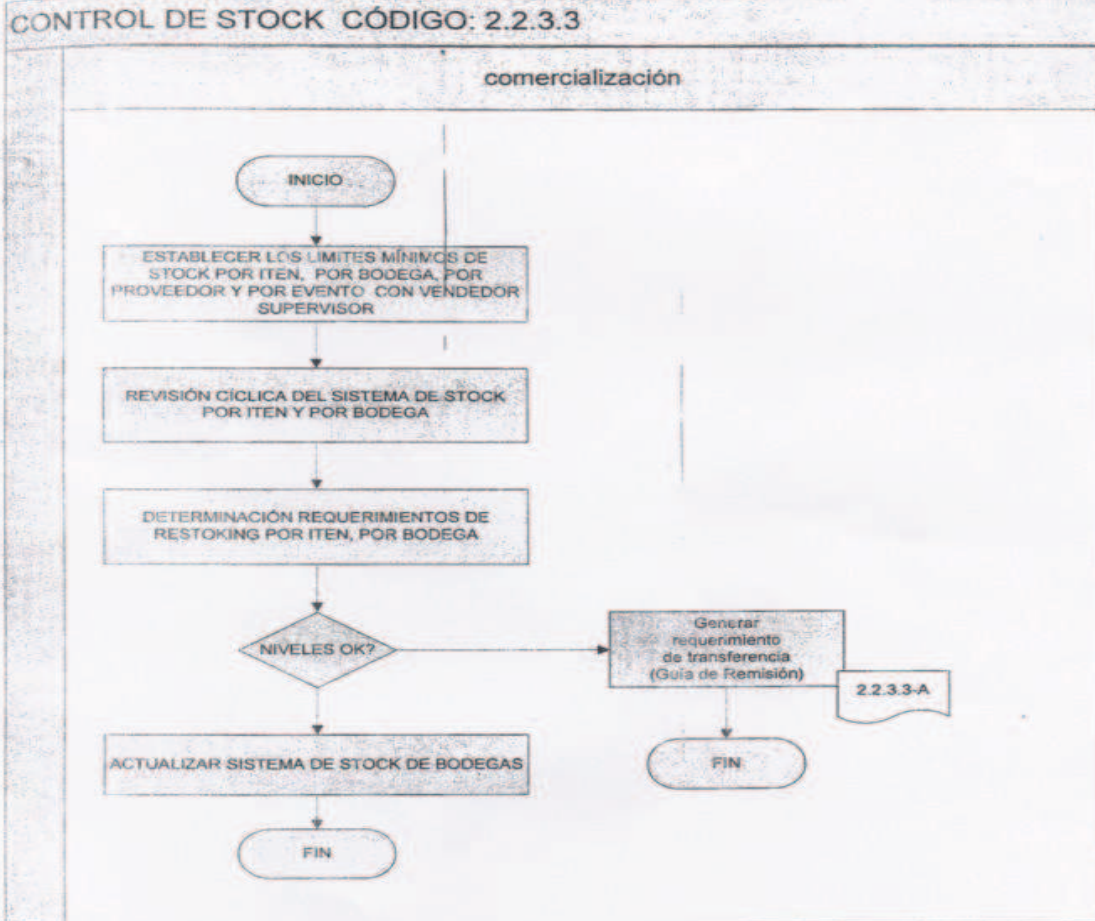 CONTROL DE STOCK CÓDIGO: 2.2.3.3
comercialización
INICIO
ESTABLECER LOS LIMITES MÍNIMOS DE
STOCK POR ITEN, POR BODEGA, POR
PROVEEDOR Y POR EVENTO CON VENDEDOR
SUPERVISOR
REVISIÓN CÍCLICA DEL SISTEMA DE STOCK
POR ITEN Y POR BODEGA
DETERMINACIÓN REQUERIMIENTOS DE
RESTOKING POR ITEN, POR BODEGA
NIVELES OK?
Generar
requerimiento
de transferencia
(Guía de Remisión)
2.2.3.3-A
ACTUALIZAR SISTEMA DE STOCK DE BODEGAS
FIN
FIN